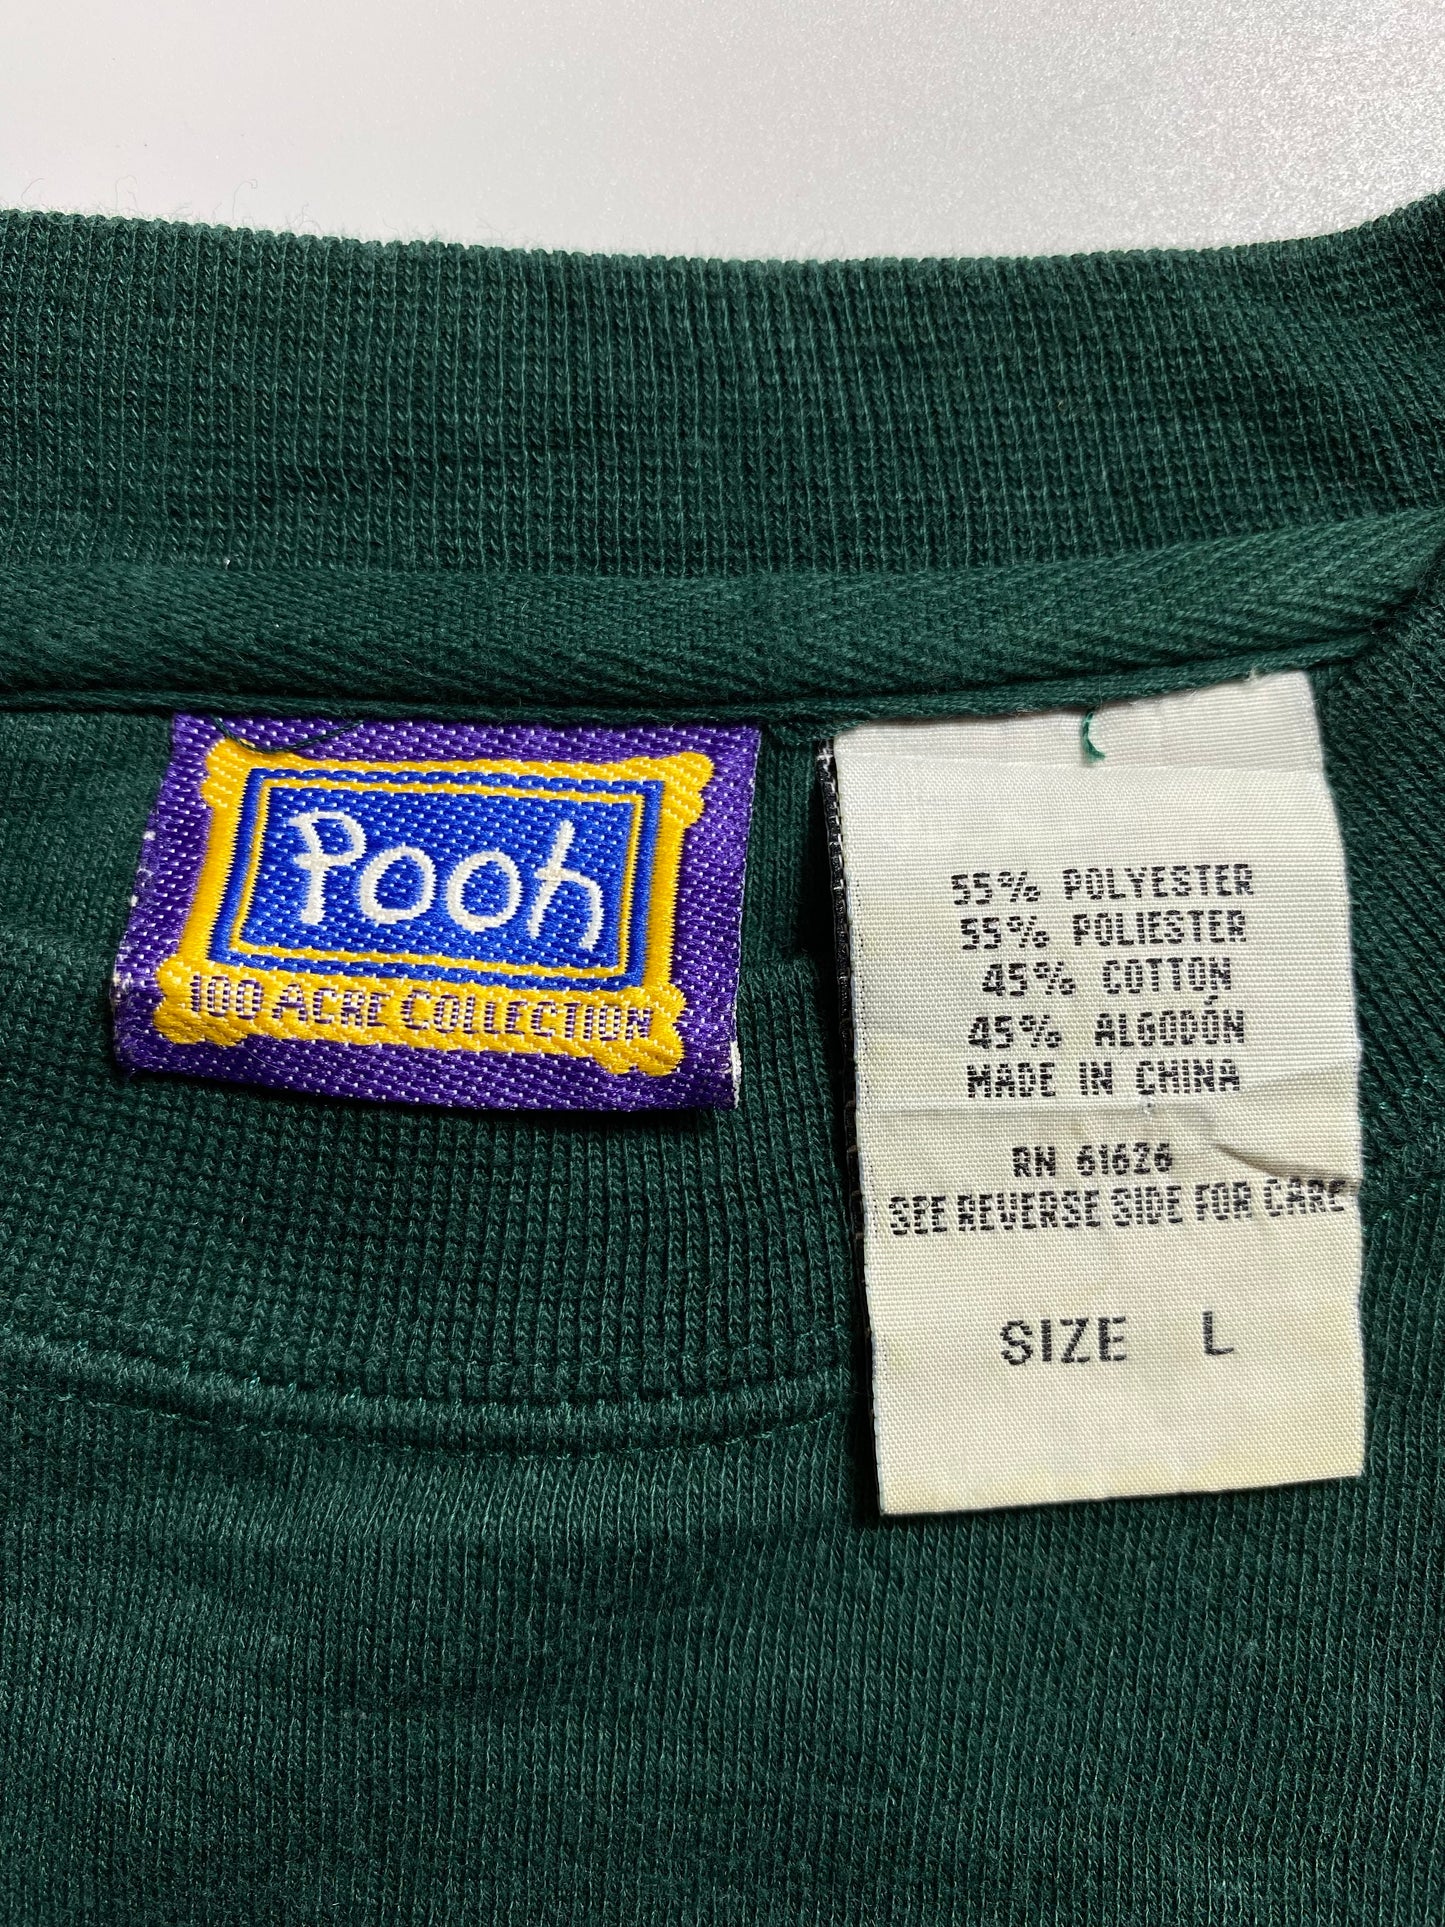 Pooh
100 ACRE COLLECTION
55% POLYESTER
55% POLIESTER
45% COTTON
45% ALGODÓN
MADE IN CHINA
RN 61626
SEE REVERSE SIDE FOR CARE
SIZE L